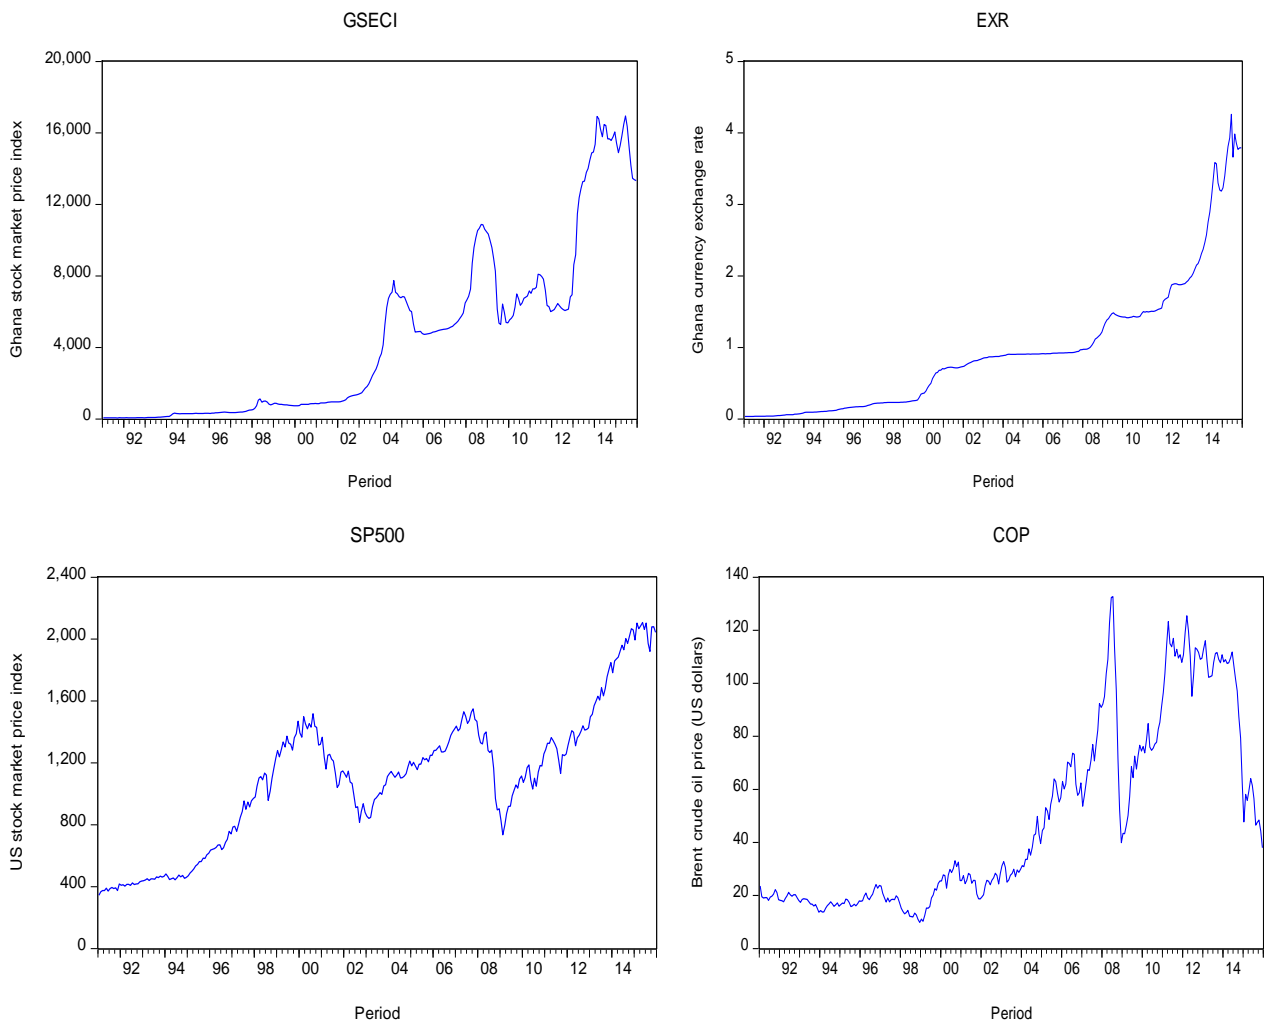 GSECI
Ghana stock market price index
20,000
16,000
12,000
8,000
4,000
0
92 94 96 98 00 02 04 06 08 10 12 14
Period
EXR
Ghana currency exchange rate
5
4
3
2
1
0
92 94 96 98 00 02 04 06 08 10 12 14
Period
SP500
US stock market price index
2,400
2,000
1,600
1,200
800
400
0
92 94 96 98 00 02 04 06 08 10 12 14
Period
COP
Brent crude oil price (US dollars)
140
120
100
80
60
40
20
0
92 94 96 98 00 02 04 06 08 10 12 14
Period